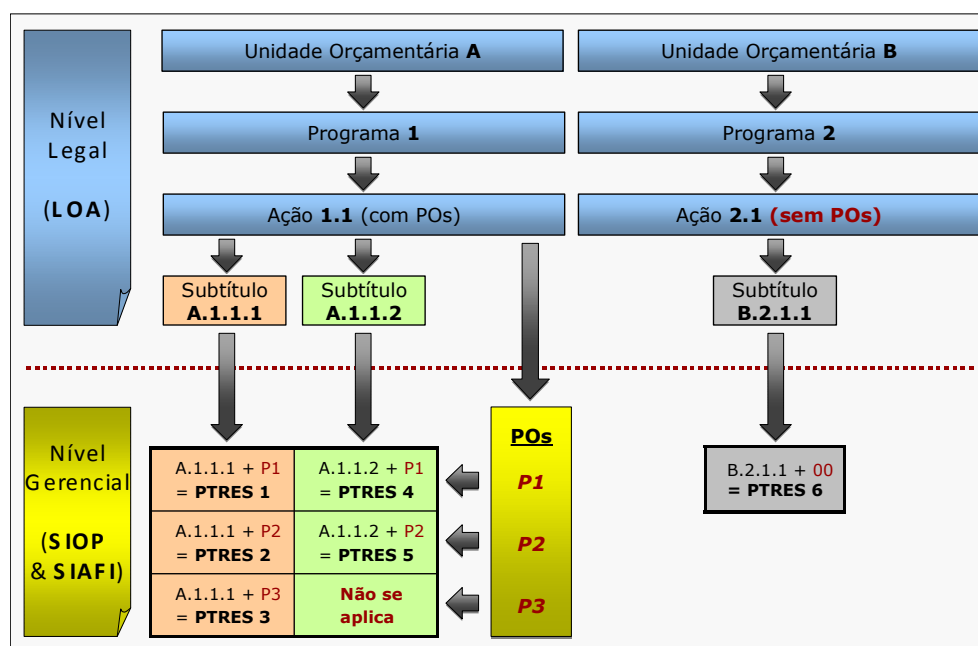 Nível
Legal
(LOA)
Unidade Orçamentária A
Programa 1
Ação 1.1 (com POs)
Subtítulo
A.1.1.1
Subtítulo
A.1.1.2
Unidade Orçamentária B
Programa 2
Ação 2.1 (sem POs)
Subtítulo
B.2.1.1
Nível
Gerencial
(SIOP
& SIAFI)
A.1.1.1 + P1
= PTRES 1
A.1.1.2 + P1
= PTRES 4
A.1.1.1 + P2
= PTRES 2
A.1.1.2 + P2
= PTRES 5
A.1.1.1 + P3
= PTRES 3
Não se
aplica
POs
P1
P2
P3
B.2.1.1 + 00
= PTRES 6